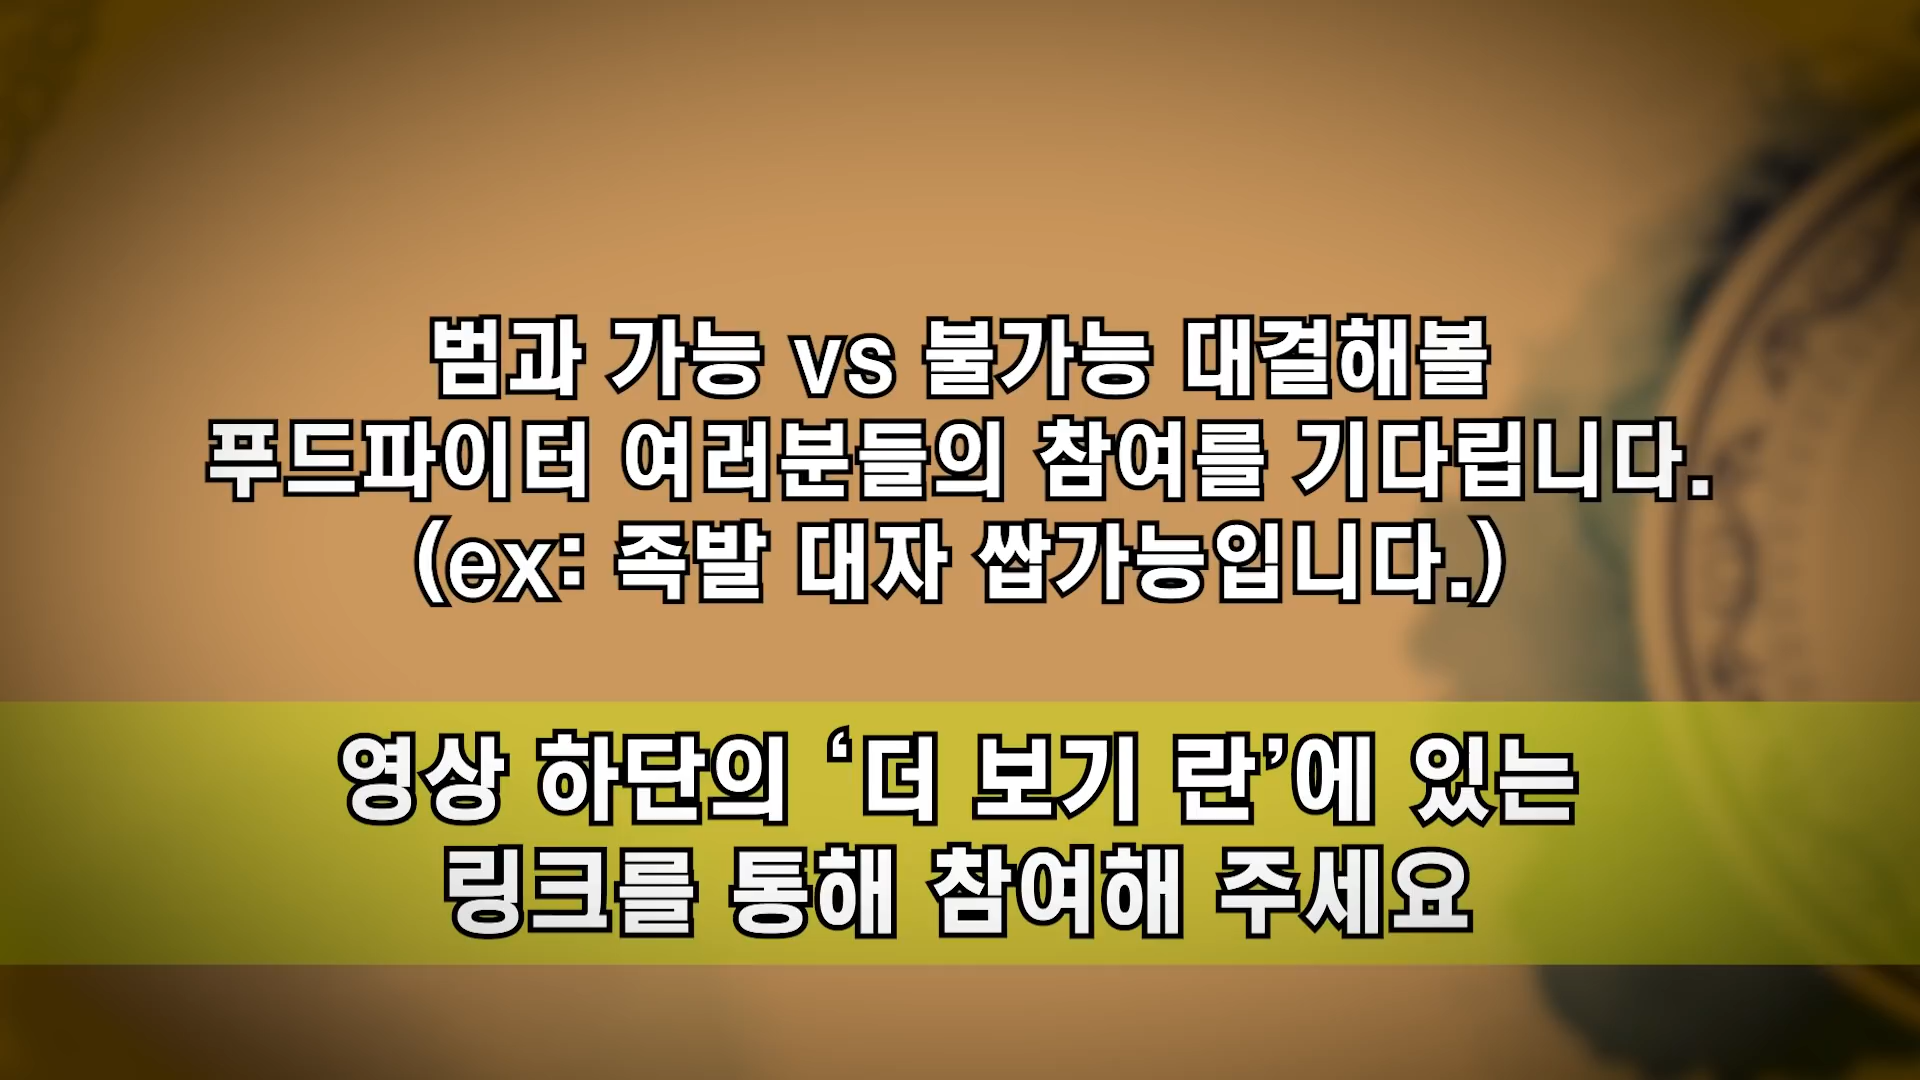 범과 가능 vs 불가능 대결해볼
푸드파이터 여러분들의 참여를 기다립니다.
(ex: 족발 대자 쌉가능입니다.)
영상 하단의 ‘더 보기 란’에 있는
링크를 통해 참여해 주세요